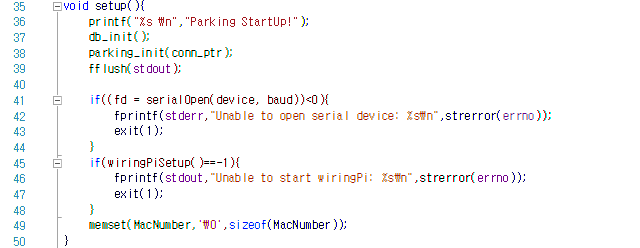 35 void setup(){
36 printf("%s ₩n","Parking StartUp!");
37 db_init();
38 parking_init(conn_ptr);
39 fflush(stdout);
40
41 if((fd = serialOpen(device, baud))<0){
42 fprintf(stderr,"Unable to open serial device: %s₩n",strerror(errno));
43 exit(1);
44 }
45 if(wiringPiSetup()==-1){
46 fprintf(stdout,"Unable to start wiringPi: %s₩n",strerror(errno));
47 exit(1);
48 }
49 memset(MacNumber,'₩0',sizeof(MacNumber));
50 }